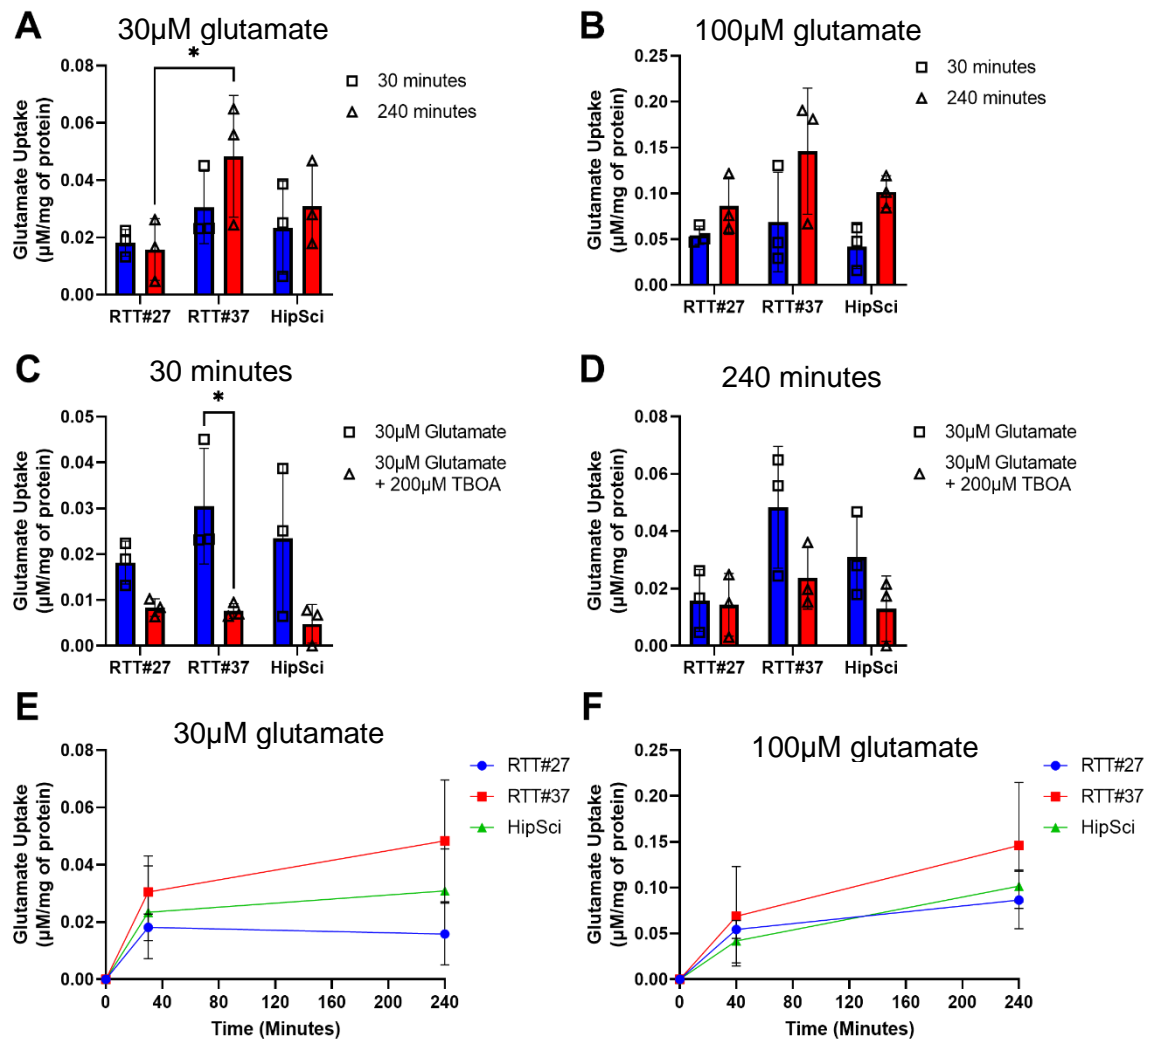 A
30µM glutamate
*
0.08
0.06
0.04
0.02
0.00
Glutamate Uptake
(µM/mg of protein)
RTT#27
RTT#37
HipSci
30 minutes
240 minutes
B
100µM glutamate
0.25
0.20
0.15
0.10
0.05
0.00
Glutamate Uptake
(µM/mg of protein)
RTT#27
RTT#37
HipSci
30 minutes
240 minutes
C
30 minutes
*
0.05
0.04
0.03
0.02
0.01
0.00
Glutamate Uptake
(µM/mg of protein)
RTT#27
RTT#37
HipSci
30µM Glutamate
30µM Glutamate
+ 200µM TBOA
D
240 minutes
0.08
0.06
0.04
0.02
0.00
Glutamate Uptake
(µM/mg of protein)
RTT#27
RTT#37
HipSci
30µM Glutamate
30µM Glutamate
+ 200µM TBOA
E
30µM glutamate
0.08
0.06
0.04
0.02
0.00
Glutamate Uptake
(µM/mg of protein)
0 40 80 120 160 200 240
Time (Minutes)
RTT#27
RTT#37
HipSci
F
100µM glutamate
0.25
0.20
0.15
0.10
0.05
0.00
Glutamate Uptake
(µM/mg of protein)
0 40 80 120 160 200 240
Time (Minutes)
RTT#27
RTT#37
HipSci